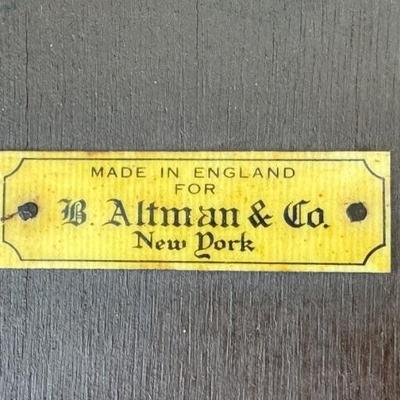 MADE IN ENGLAND
FOR
B. Altman & Co.
New York